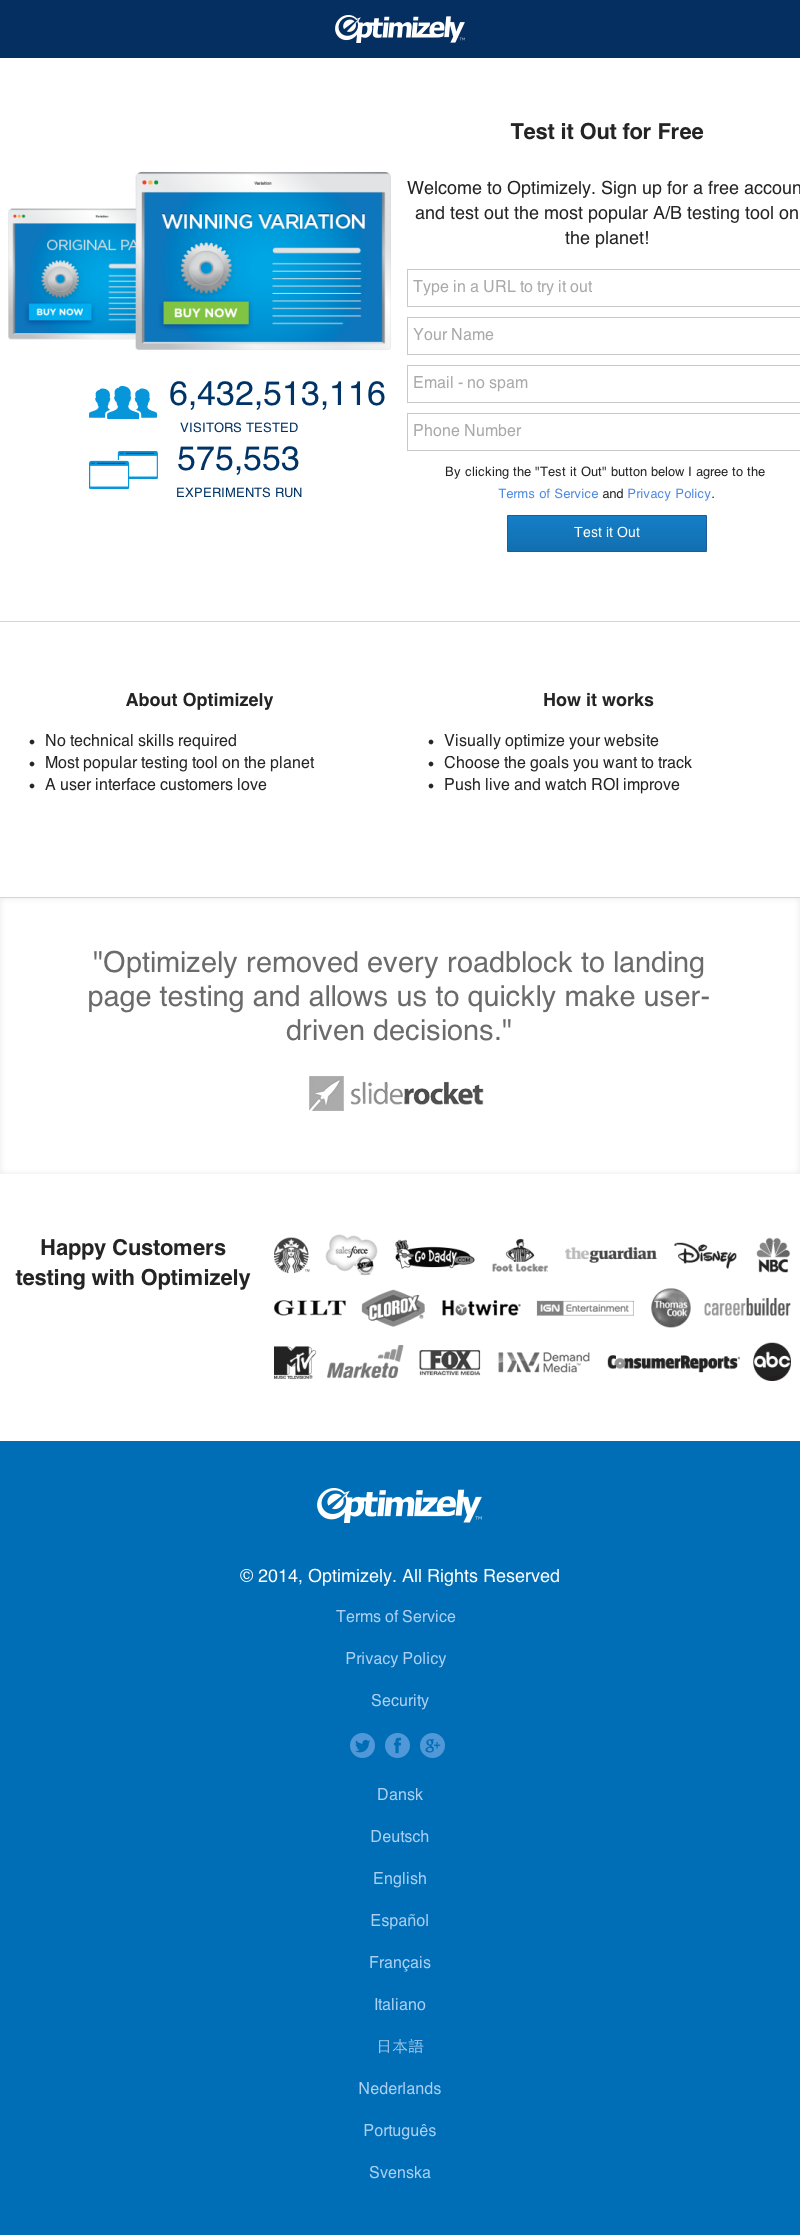 Optimizely
Test it Out for Free
Welcome to Optimizely. Sign up for a free accoun
and test out the most popular A/B testing tool on
the planet!
Variation
WINNING VARIATION
ORIGINAL PA
BUY NOW
BUY NOW
Type in a URL to try it out
Your Name
Email - no spam
Phone Number
6,432,513,116
VISITORS TESTED
575,553
EXPERIMENTS RUN
By clicking the "Test it Out" button below I agree to the
Terms of Service and Privacy Policy.
Test it Out
About Optimizely
No technical skills required
Most popular testing tool on the planet
A user interface customers love
How it works
Visually optimize your website
Choose the goals you want to track
Push live and watch ROI improve
"Optimizely removed every roadblock to landing
page testing and allows us to quickly make user-
driven decisions."
sliderocket
Happy Customers
testing with Optimizely
salesforce Go Daddy.com Foot Locker. theguardian Disney NBC
GILT CLOROX Hotwire IGN Entertainment Thomas Cook careerbuilder
MTV MUSIC TELEVISION Marketo FOX INTERACTIVE MEDIA Demand Media ConsumerReports abc
Optimizely
© 2014, Optimizely. All Rights Reserved
Terms of Service
Privacy Policy
Security
Dansk
Deutsch
English
Español
Français
Italiano
日本語
Nederlands
Português
Svenska